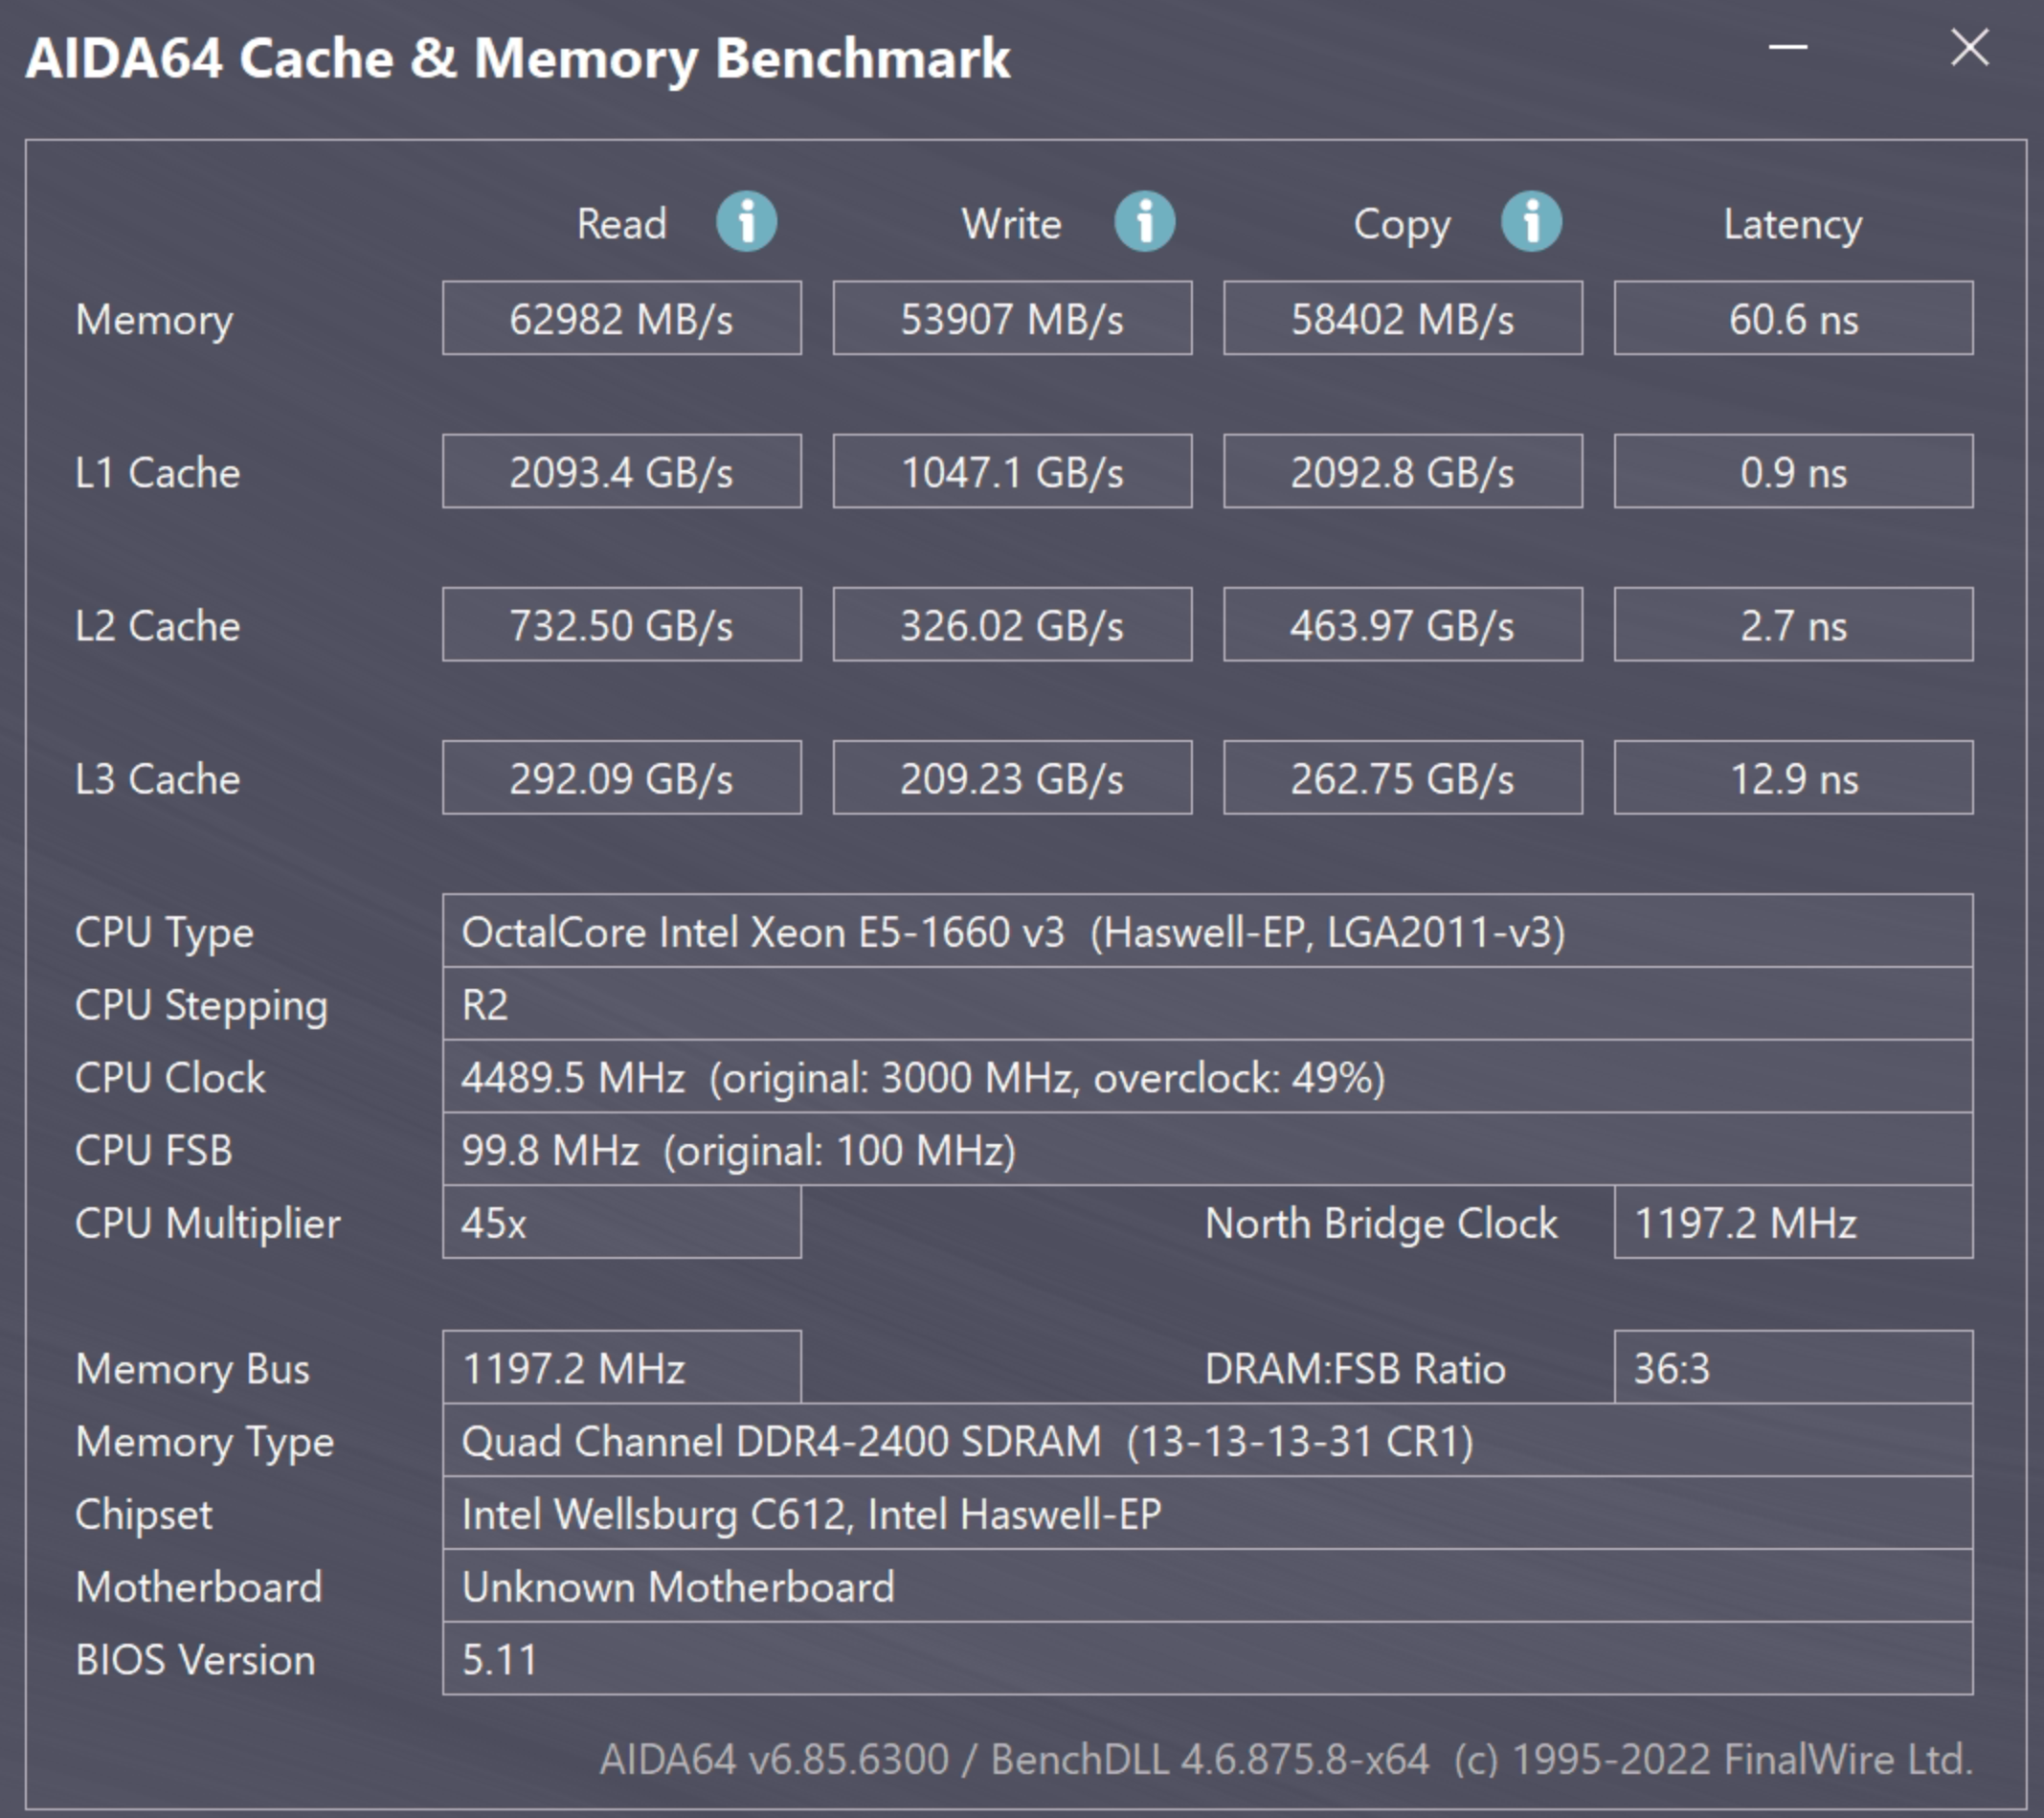 AIDA64 Cache & Memory Benchmark
Read Write Copy Latency
Memory 62982 MB/s 53907 MB/s 58402 MB/s 60.6 ns
L1 Cache 2093.4 GB/s 1047.1 GB/s 2092.8 GB/s 0.9 ns
L2 Cache 732.50 GB/s 326.02 GB/s 463.97 GB/s 2.7 ns
L3 Cache 292.09 GB/s 209.23 GB/s 262.75 GB/s 12.9 ns
CPU Type OctalCore Intel Xeon E5-1660 v3 (Haswell-EP, LGA2011-v3)
CPU Stepping R2
CPU Clock 4489.5 MHz (original: 3000 MHz, overclock: 49%)
CPU FSB 99.8 MHz (original: 100 MHz)
CPU Multiplier 45x North Bridge Clock 1197.2 MHz
Memory Bus 1197.2 MHz DRAM:FSB Ratio 36:3
Memory Type Quad Channel DDR4-2400 SDRAM (13-13-13-31 CR1)
Chipset Intel Wellsburg C612, Intel Haswell-EP
Motherboard Unknown Motherboard
BIOS Version 5.11
AIDA64 v6.85.6300 / BenchDLL 4.6.875.8-x64 (c) 1995-2022 FinalWire Ltd.